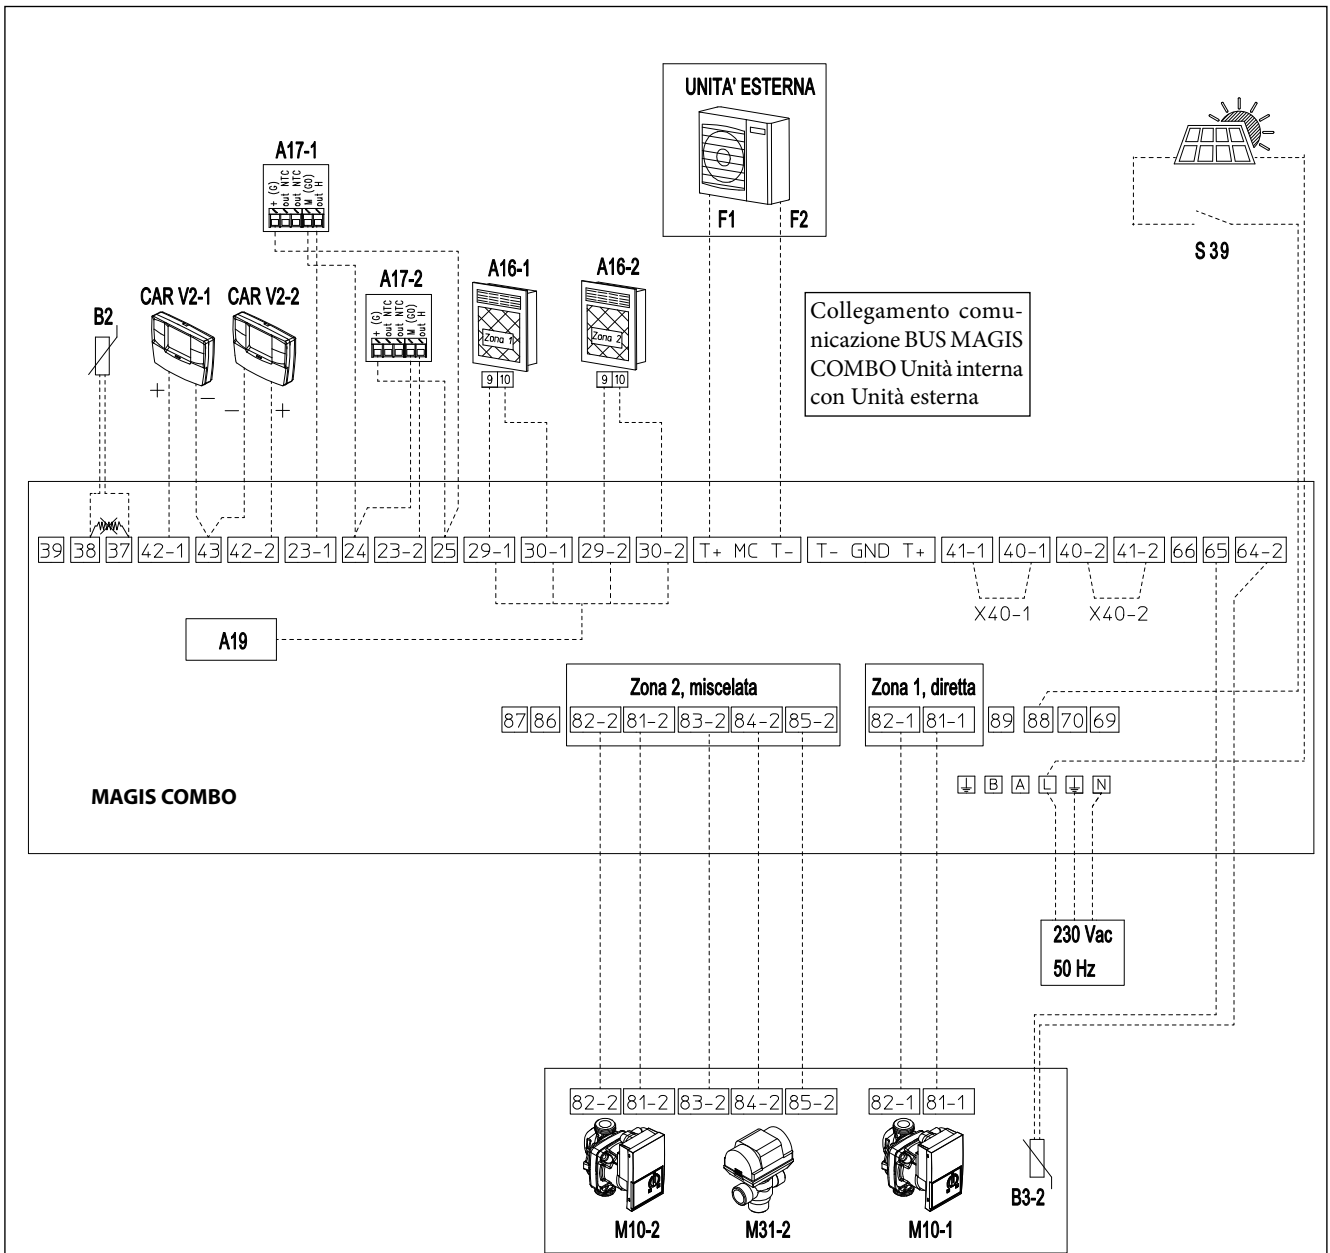 UNITA' ESTERNA
F1 F2
A17-1
+ (G)
out NTC
out NTC
M (G0)
out H
S 39
A17-2
+ (G)
out NTC
out NTC
M (G0)
out H
A16-1
Zona 1
9 10
A16-2
Zona 2
9 10
B2
CAR V2-1 CAR V2-2
+ − − +
Collegamento comu-
nicazione BUS MAGIS
COMBO Unità interna
con Unità esterna
39 38 37 42-1 43 42-2 23-1 24 23-2 25 29-1 30-1 29-2 30-2 T+ MC T- T- GND T+ 41-1 40-1 40-2 41-2 66 65 64-2
X40-1 X40-2
A19
Zona 2, miscelata Zona 1, diretta
87 86 82-2 81-2 83-2 84-2 85-2 82-1 81-1 89 88 70 69
B A L N
MAGIS COMBO
230 Vac
50 Hz
82-2 81-2 83-2 84-2 85-2 82-1 81-1
M10-2 M31-2 M10-1 B3-2